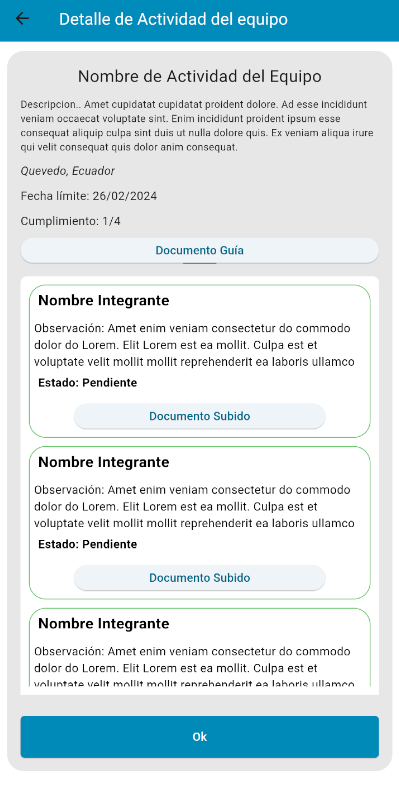 Detalle de Actividad del equipo
Nombre de Actividad del Equipo
Descripcion.. Amet cupidatat cupidatat proident dolore. Ad esse incididunt
veniam occaecat voluptate sint. Enim incididunt proident ipsum esse
consequat aliquip culpa sint duis ut nulla dolore quis. Ex veniam aliqua irure
qui velit consequat quis dolor anim consequat.
Quevedo, Ecuador
Fecha límite: 26/02/2024
Cumplimiento: 1/4
Documento Guía
Nombre Integrante
Observación: Amet enim veniam consectetur do commodo
dolor do Lorem. Elit Lorem est ea mollit. Culpa est et
voluptate velit mollit mollit reprehenderit ea laboris ullamco
Estado: Pendiente
Documento Subido
Nombre Integrante
Observación: Amet enim veniam consectetur do commodo
dolor do Lorem. Elit Lorem est ea mollit. Culpa est et
voluptate velit mollit mollit reprehenderit ea laboris ullamco
Estado: Pendiente
Documento Subido
Nombre Integrante
Observación: Amet enim veniam consectetur do commodo
dolor do Lorem. Elit Lorem est ea mollit. Culpa est et
voluptate velit mollit mollit reprehenderit ea laboris ullamco
Ok